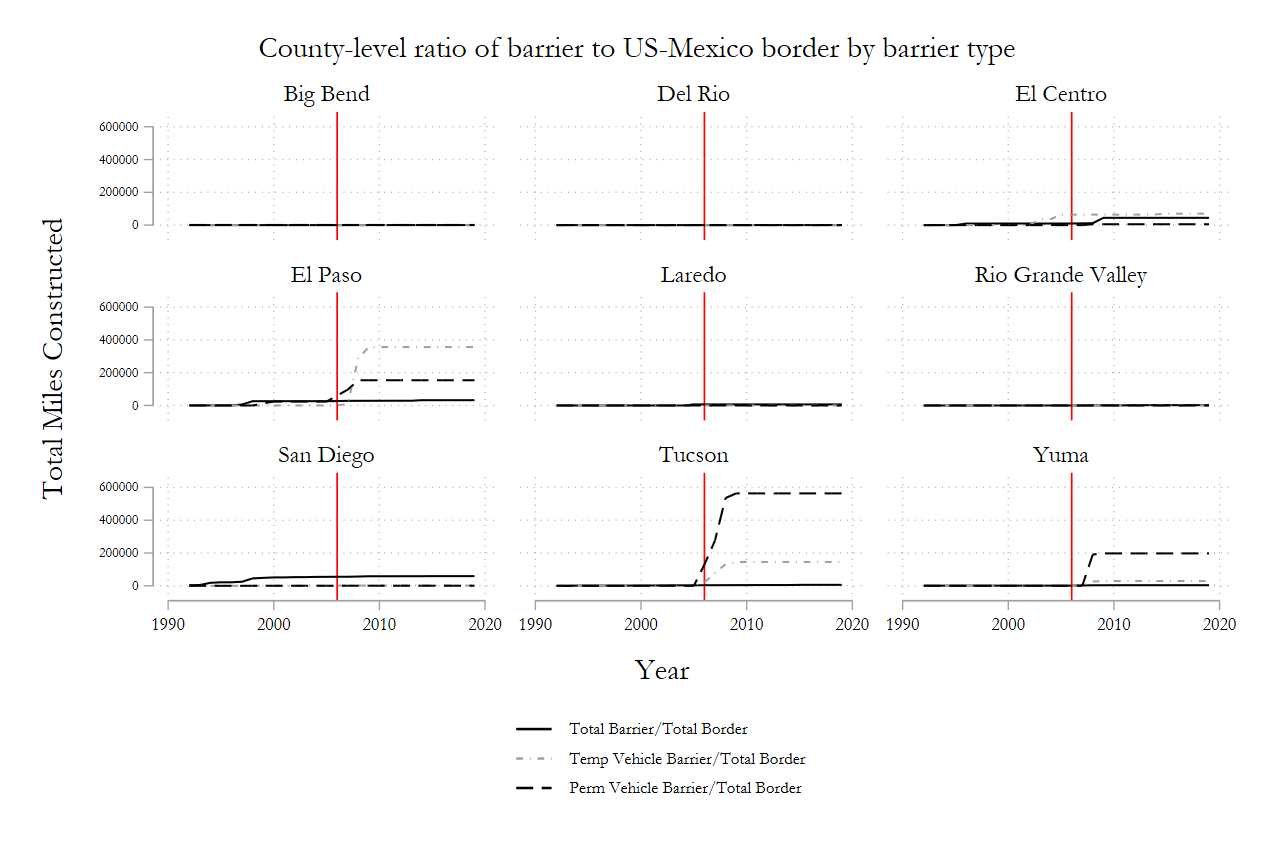 County-level ratio of barrier to US-Mexico border by barrier type
Big Bend
Del Rio
El Centro
600000
400000
200000
0
El Paso
Laredo
Rio Grande Valley
600000
400000
200000
0
San Diego
Tucson
Yuma
600000
400000
200000
0
1990 2000 2010 2020
1990 2000 2010 2020
1990 2000 2010 2020
Total Miles Constructed
Year
Total Barrier/Total Border
Temp Vehicle Barrier/Total Border
Perm Vehicle Barrier/Total Border